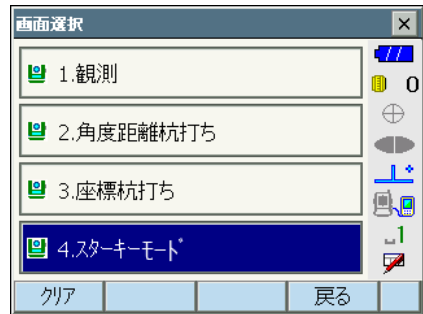 画面選択
1.観測
0
2.角度距離杭打ち
3.座標杭打ち
4.ｽﾀｰｷｰﾓｰﾄﾞ
1
クリア
戻る